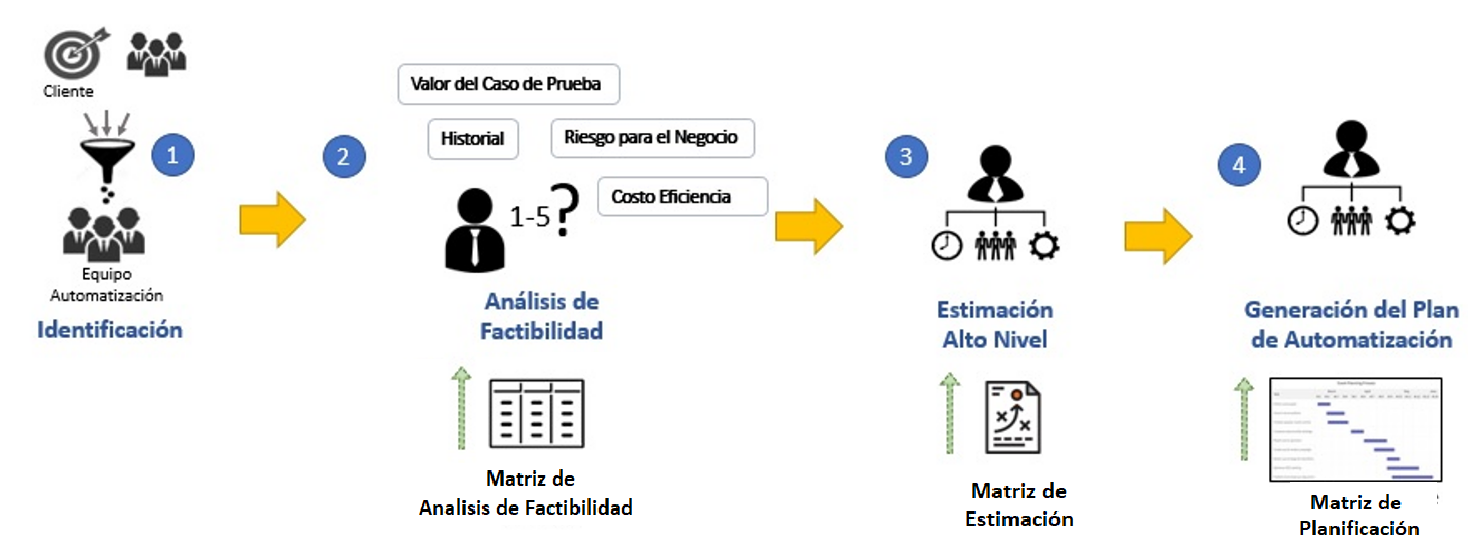 Cliente
1
Equipo
Automatización
Identificación
2
Valor del Caso de Prueba
Historial
Riesgo para el Negocio
Costo Eficiencia
1-5?
Análisis de
Factibilidad
Matriz de
Analisis de Factibilidad
3
Estimación
Alto Nivel
Matriz de
Estimación
4
Generación del Plan
de Automatización
Matriz de
Planificación